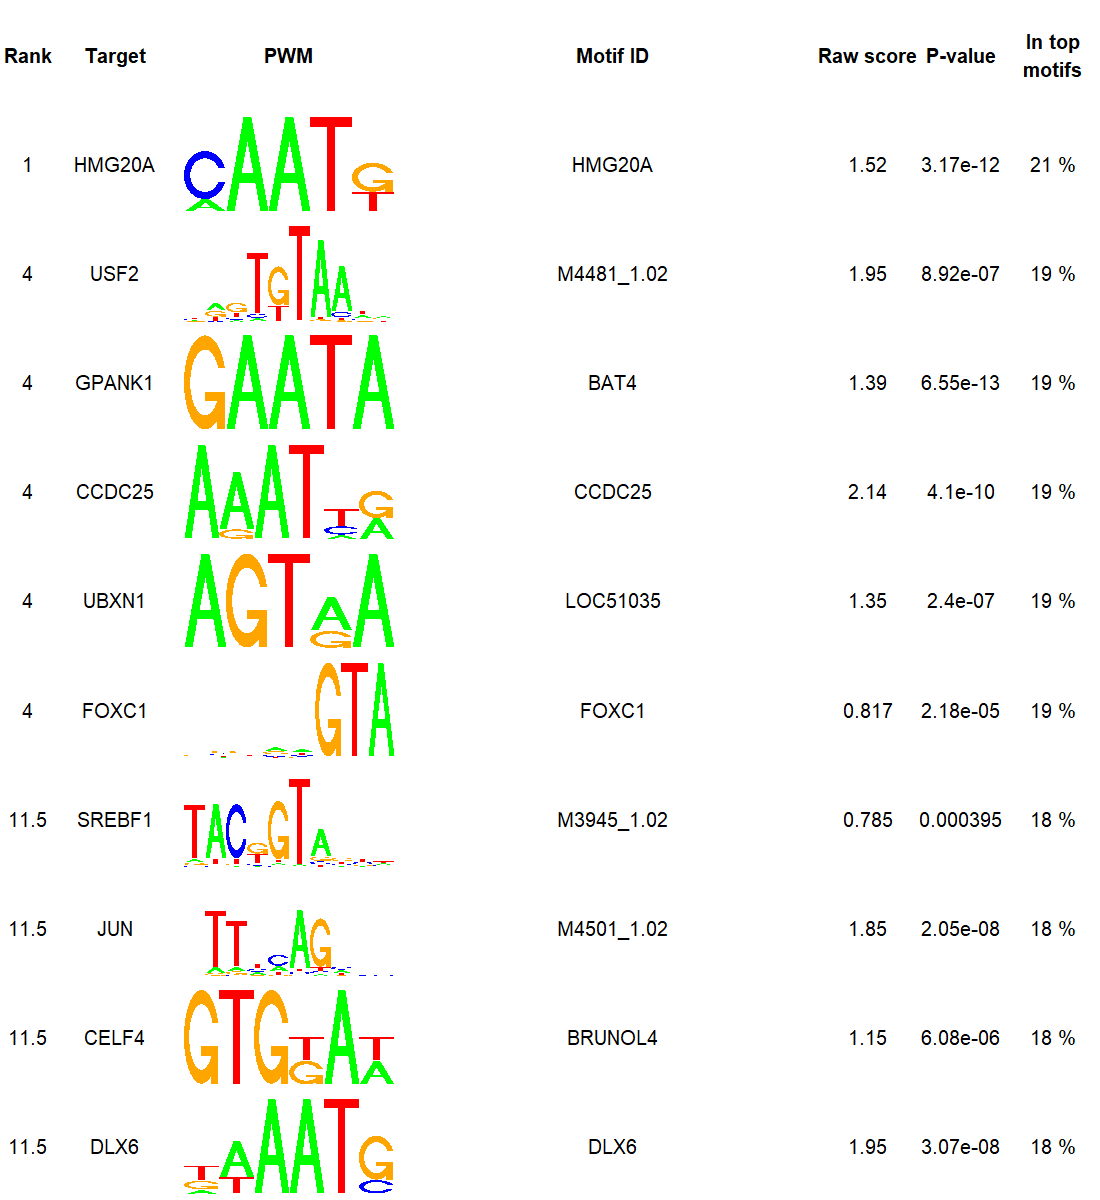 Rank Target PWM Motif ID Raw score P-value In top motifs
1 HMG20A HMG20A 1.52 3.17e-12 21 %
4 USF2 M4481_1.02 1.95 8.92e-07 19 %
4 GPANK1 GAATA BAT4 1.39 6.55e-13 19 %
4 CCDC25 CCDC25 2.14 4.1e-10 19 %
4 UBXN1 LOC51035 1.35 2.4e-07 19 %
4 FOXC1 GTA FOXC1 0.817 2.18e-05 19 %
11.5 SREBF1 M3945_1.02 0.785 0.000395 18 %
11.5 JUN M4501_1.02 1.85 2.05e-08 18 %
11.5 CELF4 BRUNOL4 1.15 6.08e-06 18 %
11.5 DLX6 DLX6 1.95 3.07e-08 18 %